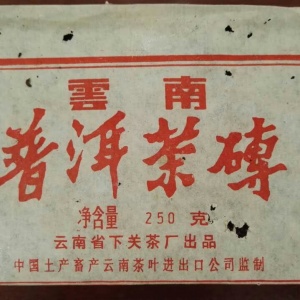 雲南
普洱茶磚
净含量 250 克
云南省下关茶厂出品
中国土产畜产云南茶叶进出口公司监制